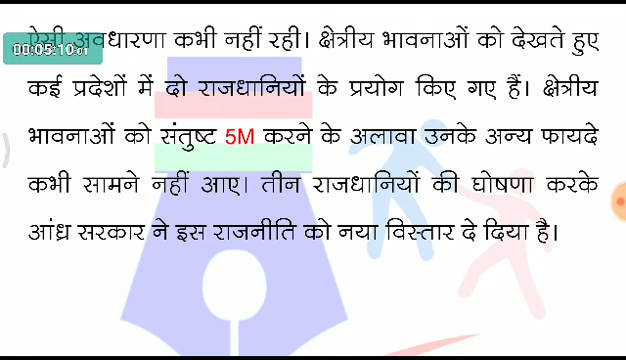 ऐसी अवधारणा कभी नहीं रही। क्षेत्रीय भावनाओं को देखते हुए
00:05:10
कई प्रदेशों में दो राजधानियों के प्रयोग किए गए हैं। क्षेत्रीय
भावनाओं को संतुष्ट 5M करने के अलावा उनके अन्य फायदे
कभी सामने नहीं आए। तीन राजधानियों की घोषणा करके
आंध्र सरकार ने इस राजनीति को नया विस्तार दे दिया है।